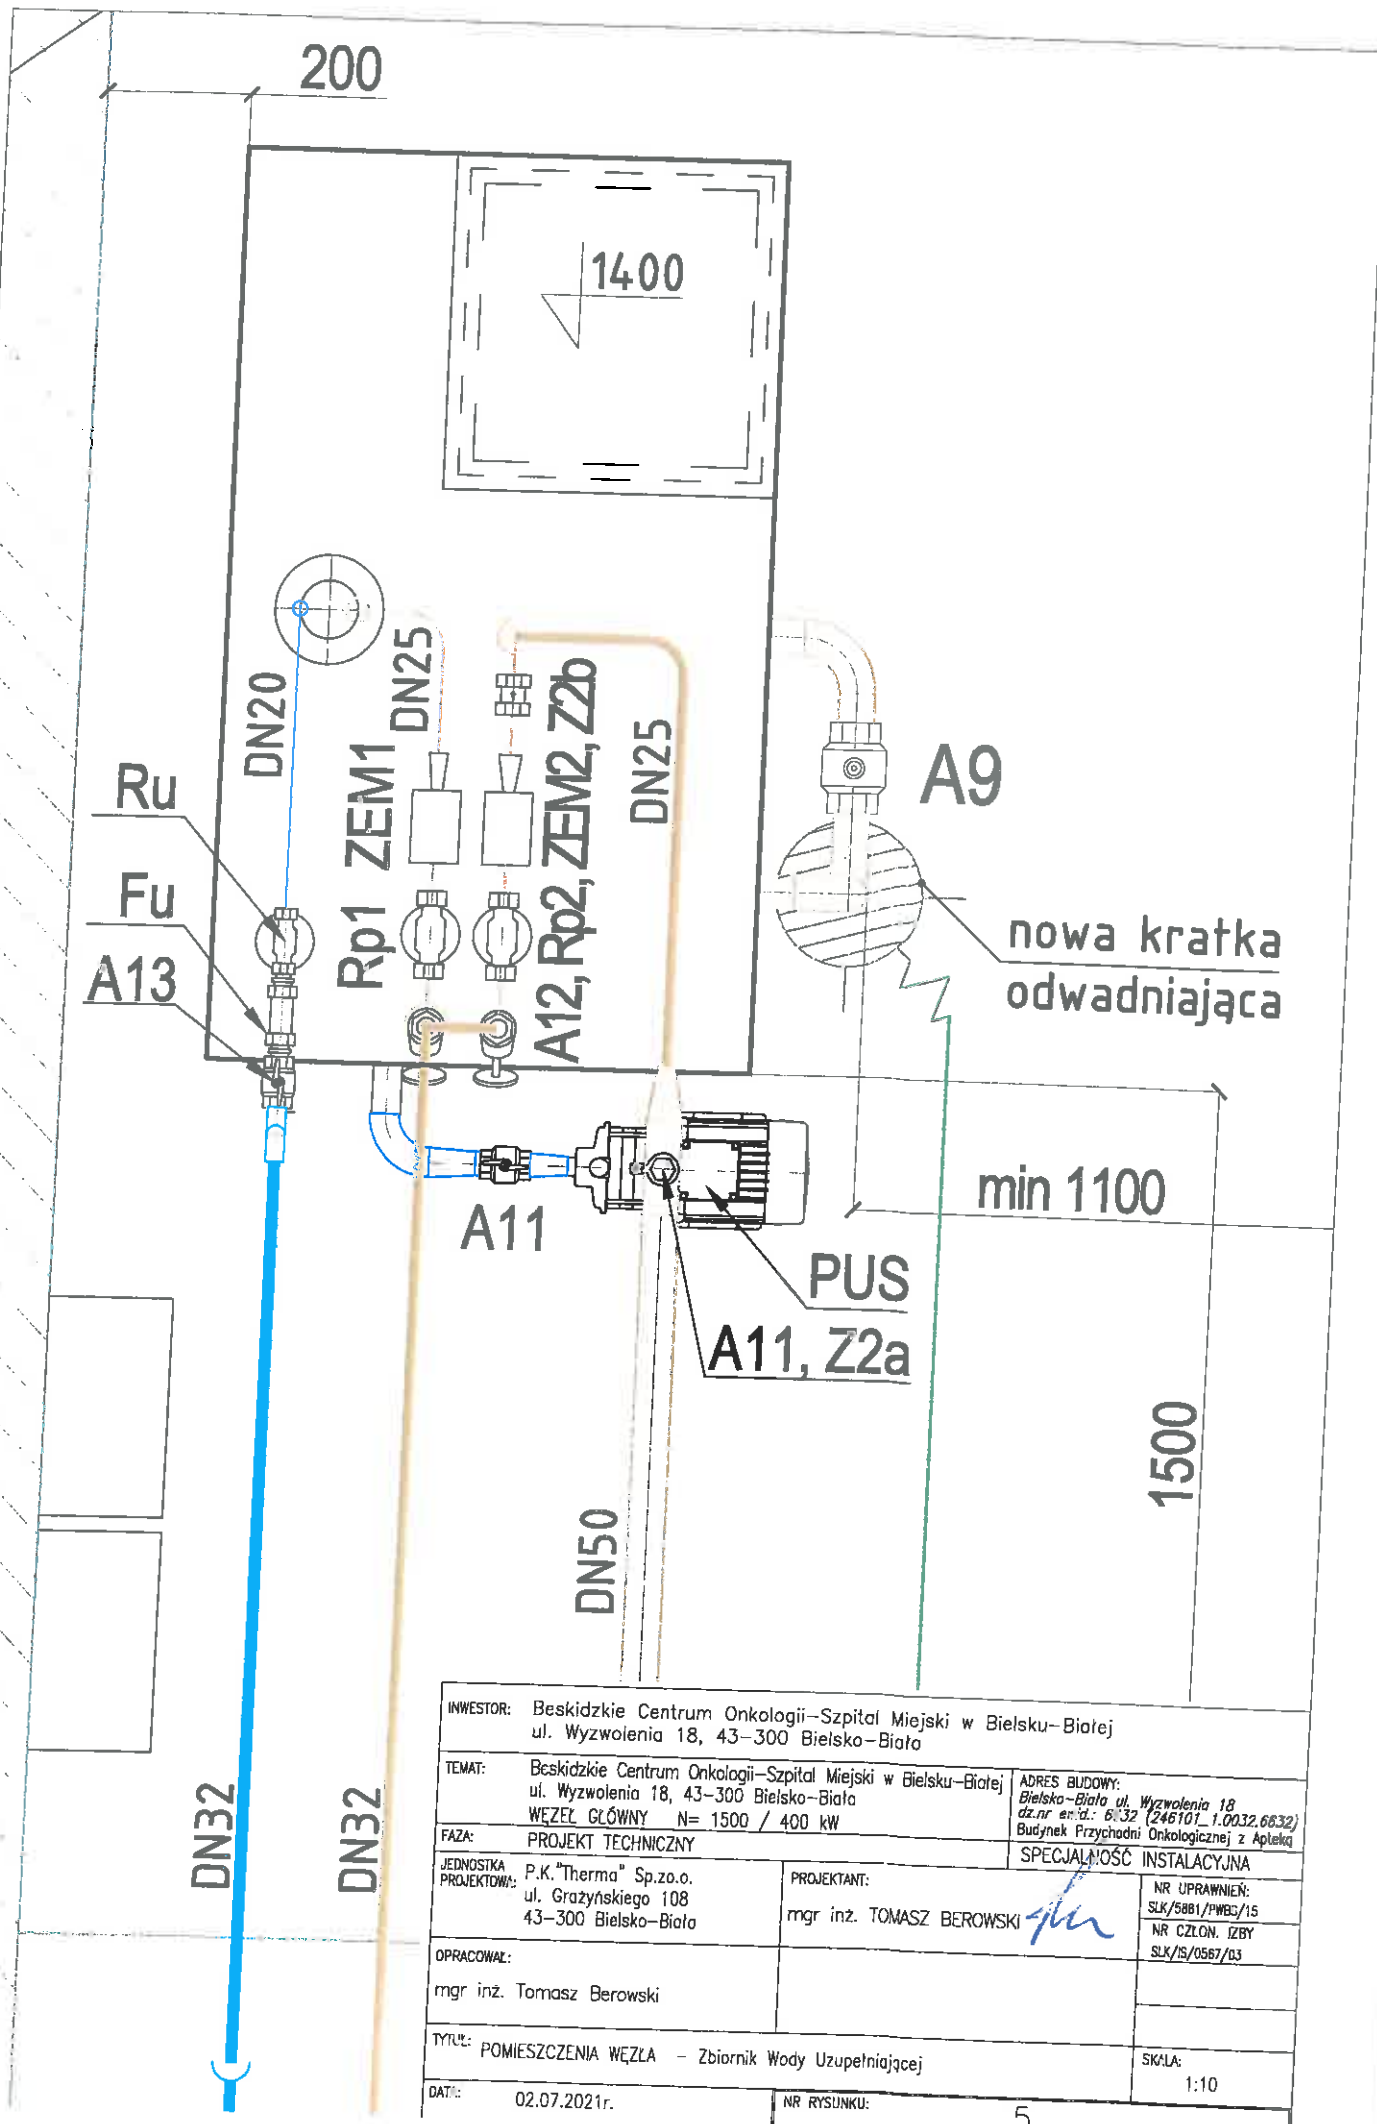 200
1400
DN20
DN25
Rp1 ZEM1
A12, Rp2, ZEM2, Z2b
DN25
A9
Ru
Fu
A13
nowa kratka
odwadniająca
A11
min 1100
PUS
A11, Z2a
1500
DN50
DN32
DN32
INWESTOR: Beskidzkie Centrum Onkologii-Szpital Miejski w Bielsku-Białej
ul. Wyzwolenia 18, 43-300 Bielsko-Biała
TEMAT: Beskidzkie Centrum Onkologii-Szpital Miejski w Bielsku-Białej
ul. Wyzwolenia 18, 43-300 Bielsko-Biała
WĘZEŁ GŁÓWNY N= 1500 / 400 kW
ADRES BUDOWY:
Bielsko-Biała ul. Wyzwolenia 18
dz.nr (246101_1.0032.6632)
Budynek Przychodni Onkologicznej z Apteką
FAZA: PROJEKT TECHNICZNY
SPECJALNOŚĆ INSTALACYJNA
JEDNOSTKA PROJEKTOWA: P.K."Therma" Sp.zo.o.
ul. Grażyńskiego 108
43-300 Bielsko-Biała
PROJEKTANT:
mgr inż. TOMASZ BEROWSKI
NR UPRAWNIEŃ:
SLK/5881/PWBS/15
NR CZŁON. IZBY
SLK/IS/0567/03
OPRACOWAŁ:
mgr inż. Tomasz Berowski
TYTUŁ: POMIESZCZENIA WĘZŁA - Zbiornik Wody Uzupełniającej
SKALA:
1:10
DATA: 02.07.2021r.
NR RYSUNKU: 5